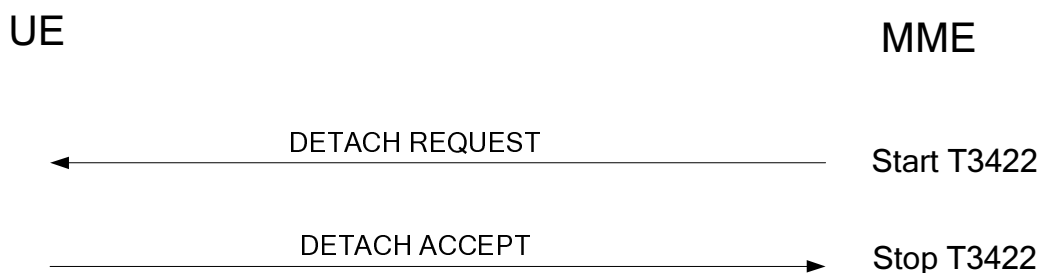 UE
MME
DETACH REQUEST
Start T3422
DETACH ACCEPT
Stop T3422